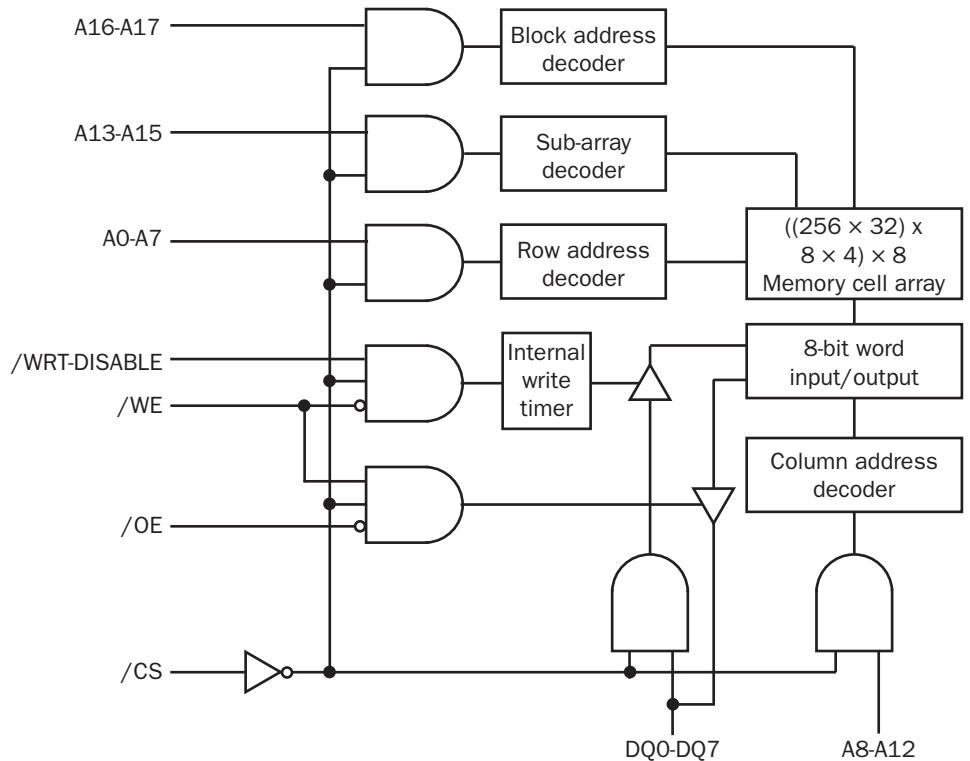 A16-A17
Block address
decoder
A13-A15
Sub-array
decoder
A0-A7
Row address
decoder
((256 × 32) x
8 × 4) × 8
Memory cell array
/WRT-DISABLE
/WE
Internal
write
timer
8-bit word
input/output
Column address
decoder
/OE
/CS
DQ0-DQ7
A8-A12